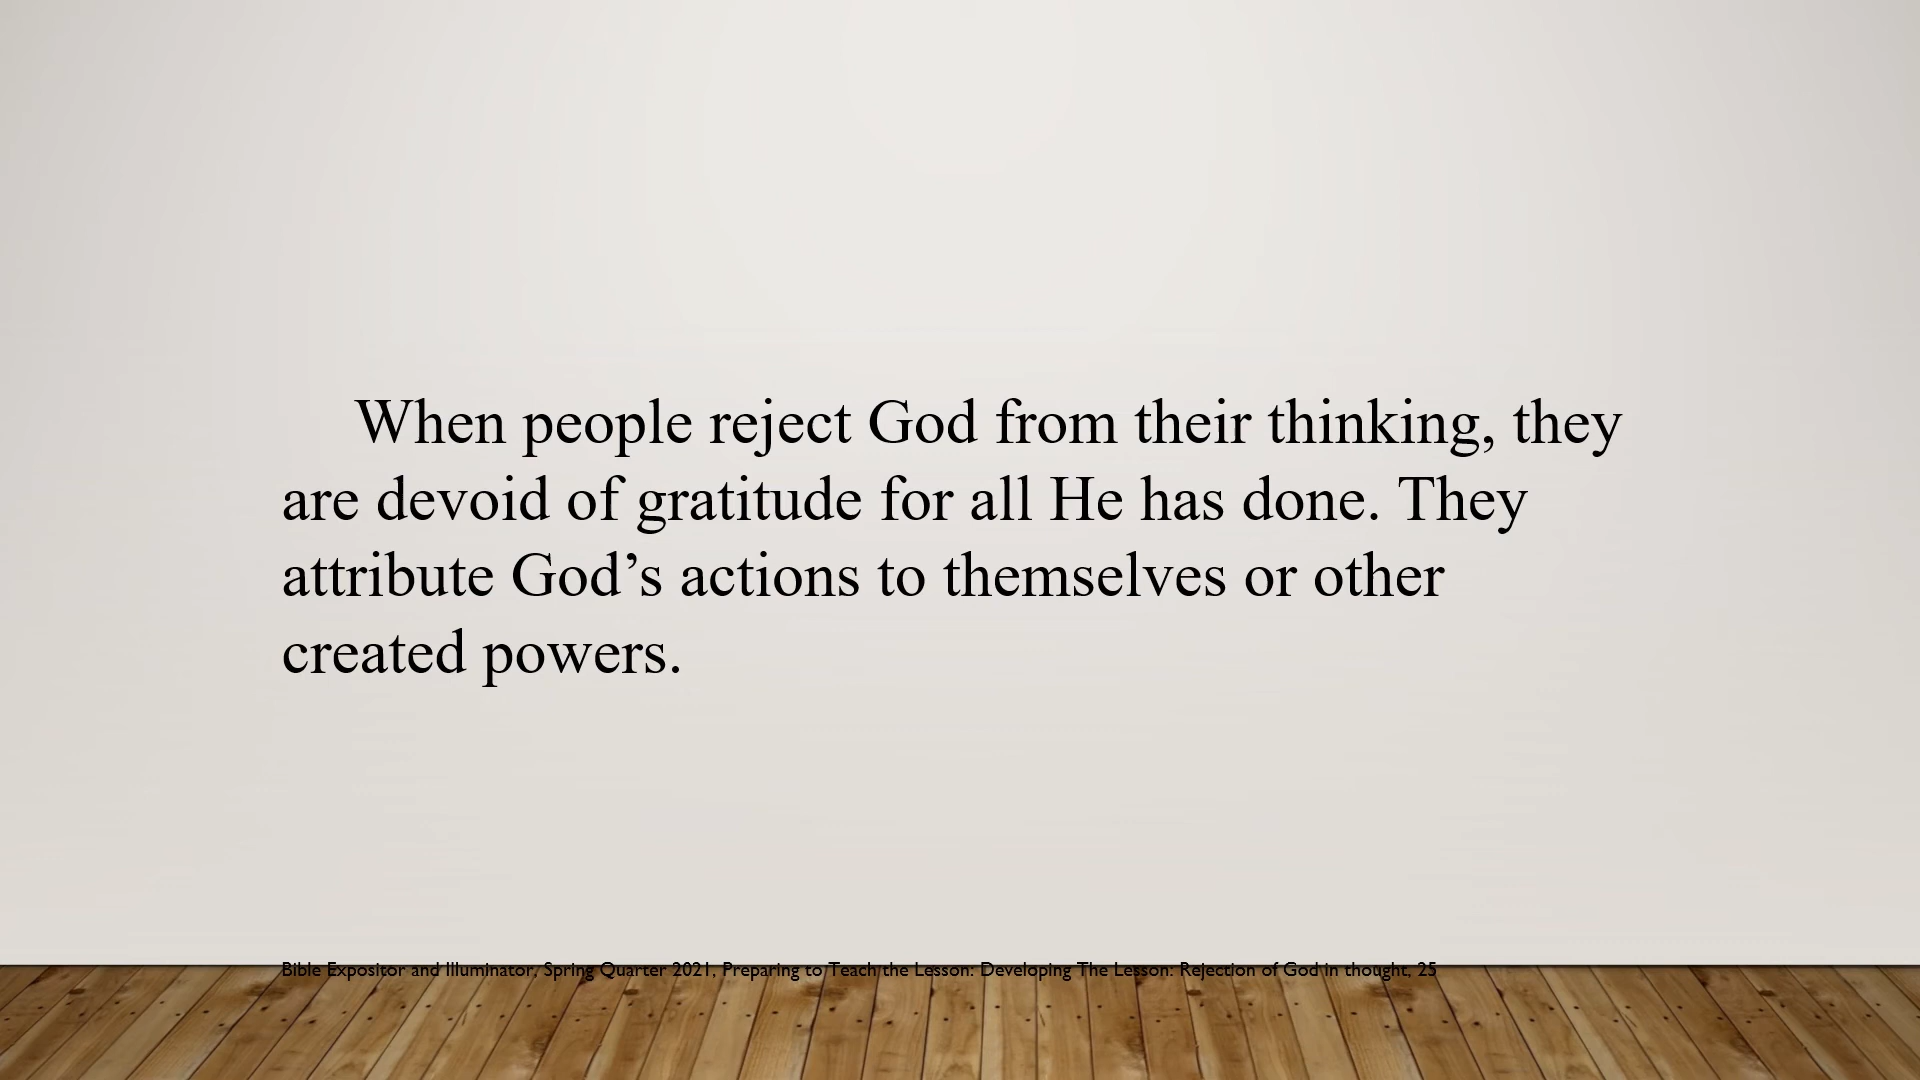 When people reject God from their thinking, they
are devoid of gratitude for all He has done. They
attribute God’s actions to themselves or other
created powers.
Bible Expositor and Illuminator, Spring Quarter 2021, Preparing to Teach the Lesson: Developing The Lesson: Rejection of God in thought, 25